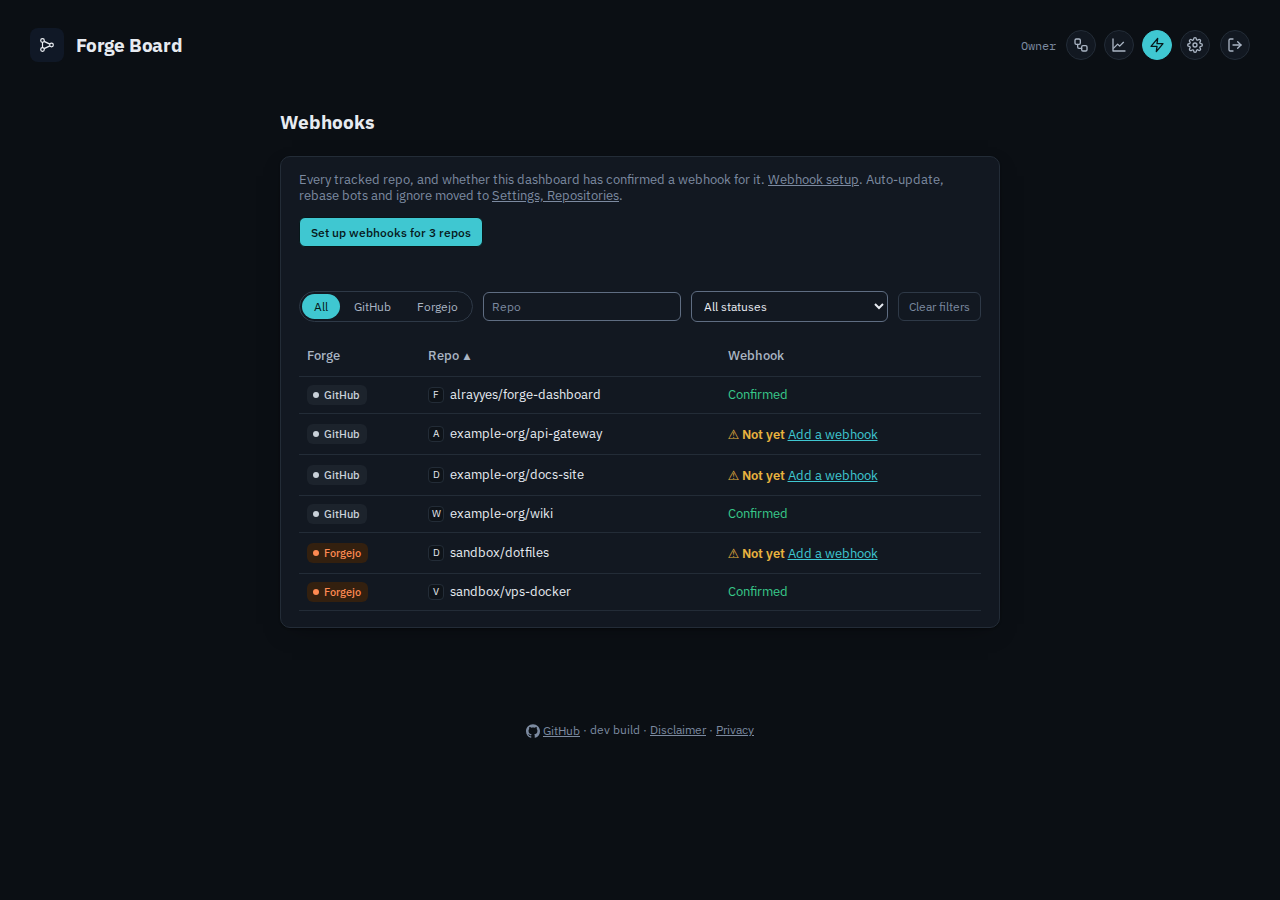 Forge Board
Owner
Webhooks
Every tracked repo, and whether this dashboard has confirmed a webhook for it. Webhook setup. Auto-update,
rebase bots and ignore moved to Settings, Repositories.
Set up webhooks for 3 repos
All GitHub Forgejo Repo All statuses Clear filters
Forge Repo ▲ Webhook
GitHub F alrayyes/forge-dashboard Confirmed
GitHub A example-org/api-gateway ⚠ Not yet Add a webhook
GitHub D example-org/docs-site ⚠ Not yet Add a webhook
GitHub W example-org/wiki Confirmed
Forgejo D sandbox/dotfiles ⚠ Not yet Add a webhook
Forgejo V sandbox/vps-docker Confirmed
GitHub · dev build · Disclaimer · Privacy